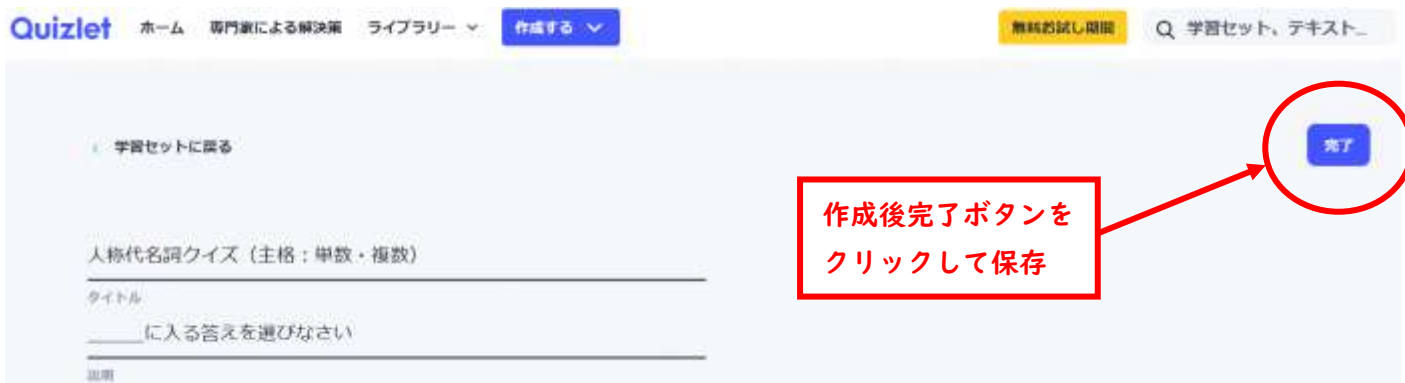 Quizlet ホーム 専門家による解決策 ライブラリー 作成する 無料お試し期間 学習セット、テキスト...
学習セットに戻る
完了
作成後完了ボタンを
クリックして保存
人称代名詞クイズ（主格：単数・複数）
タイトル
______に入る答えを選びなさい
説明